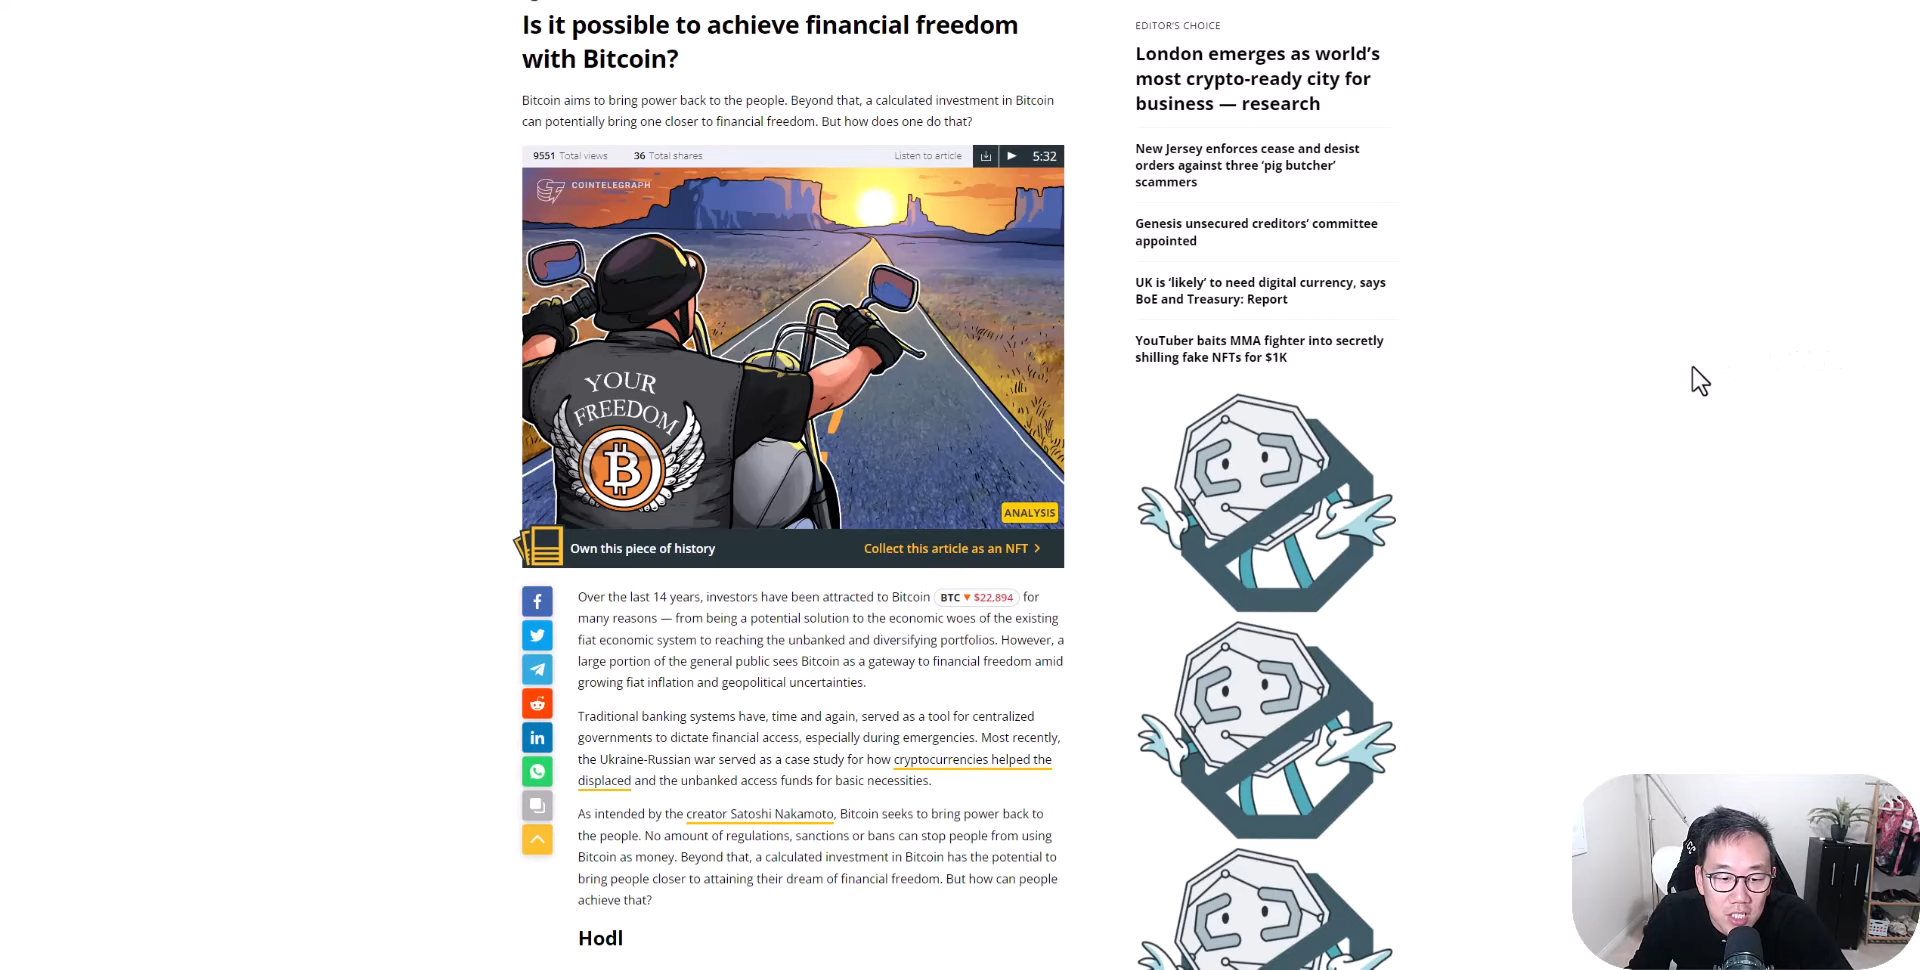 Is it possible to achieve financial freedom
with Bitcoin?
Bitcoin aims to bring power back to the people. Beyond that, a calculated investment in Bitcoin
can potentially bring one closer to financial freedom. But how does one do that?
9551 Total views 36 Total shares Listen to article 5:32
COINTELEGRAPH
YOUR
FREEDOM
ANALYSIS
Own this piece of history Collect this article as an NFT
Over the last 14 years, investors have been attracted to Bitcoin BTC ▼ $22,894 for
many reasons — from being a potential solution to the economic woes of the existing
fiat economic system to reaching the unbanked and diversifying portfolios. However, a
large portion of the general public sees Bitcoin as a gateway to financial freedom amid
growing fiat inflation and geopolitical uncertainties.
Traditional banking systems have, time and again, served as a tool for centralized
governments to dictate financial access, especially during emergencies. Most recently,
the Ukraine-Russian war served as a case study for how cryptocurrencies helped the
displaced and the unbanked access funds for basic necessities.
As intended by the creator Satoshi Nakamoto, Bitcoin seeks to bring power back to
the people. No amount of regulations, sanctions or bans can stop people from using
Bitcoin as money. Beyond that, a calculated investment in Bitcoin has the potential to
bring people closer to attaining their dream of financial freedom. But how can people
achieve that?
Hodl
EDITOR'S CHOICE
London emerges as world's
most crypto-ready city for
business — research
New Jersey enforces cease and desist
orders against three 'pig butcher'
scammers
Genesis unsecured creditors' committee
appointed
UK is 'likely' to need digital currency, says
BoE and Treasury: Report
YouTuber baits MMA fighter into secretly
shilling fake NFTs for $1K